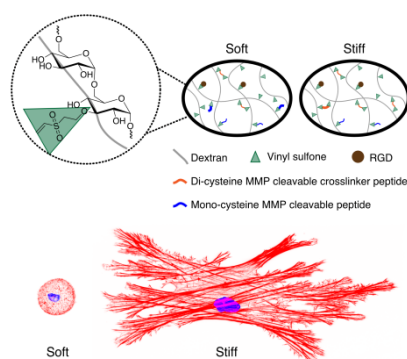 Soft Stiff
O
O
HO
HO
OH
O
O
HO
OH
O
O
S
O
O
Dextran Vinyl sulfone RGD
Di-cysteine MMP cleavable crosslinker peptide
Mono-cysteine MMP cleavable peptide
Soft Stiff